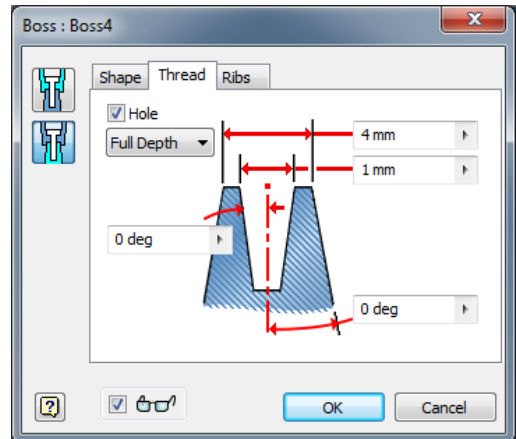 Boss : Boss4
Shape Thread Ribs
Hole
Full Depth
4 mm
1 mm
0 deg
0 deg
OK Cancel